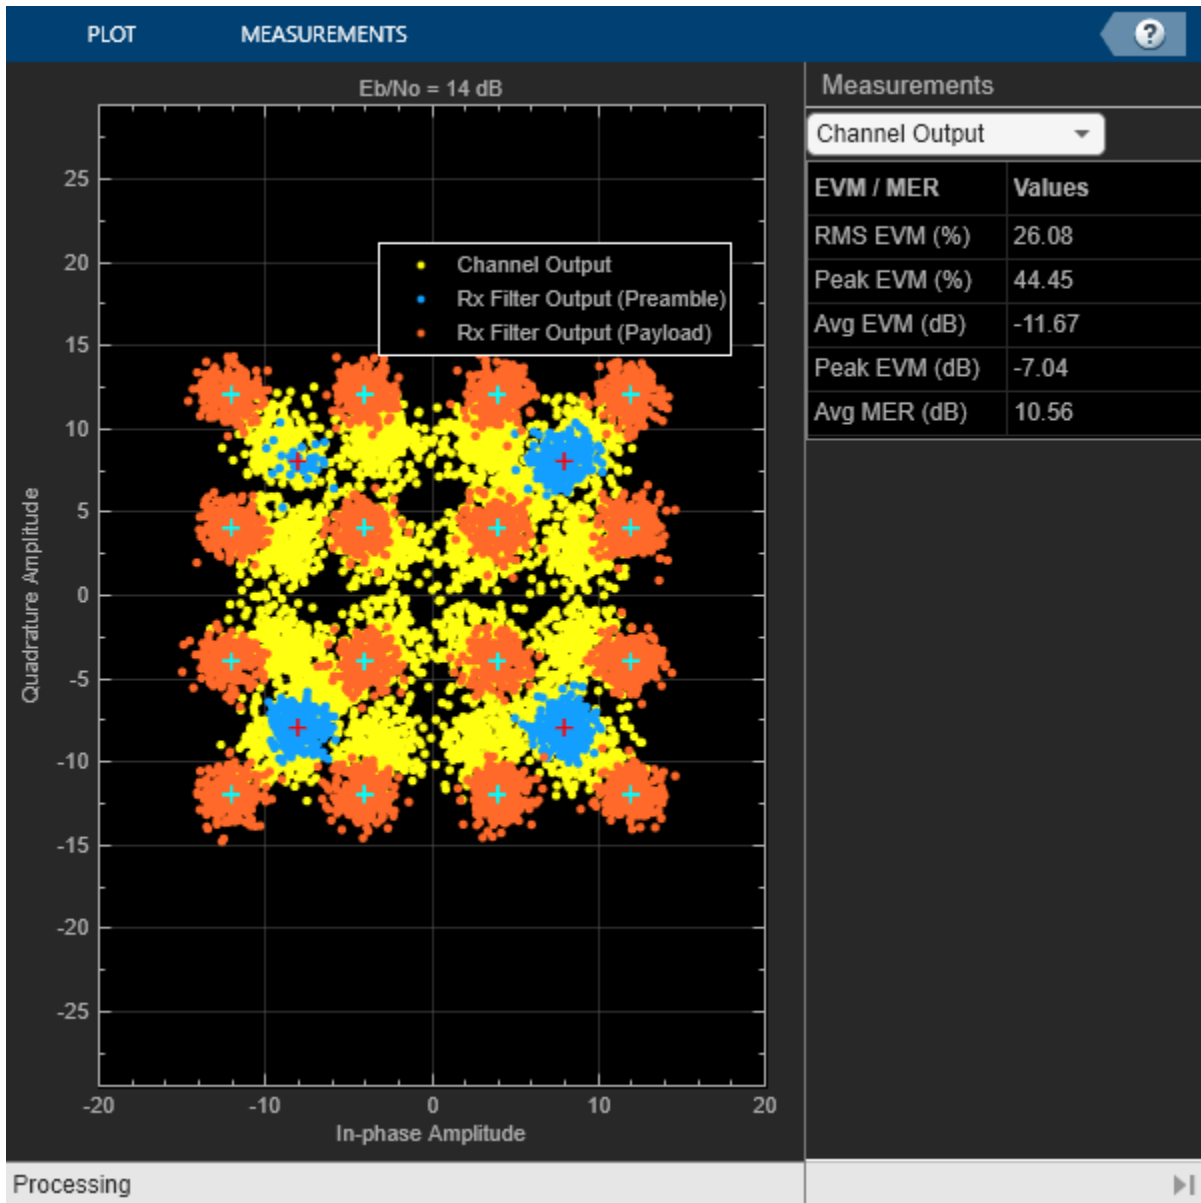 PLOT MEASUREMENTS ?
Eb/No = 14 dB
Channel Output
Rx Filter Output (Preamble)
Rx Filter Output (Payload)
25
20
15
10
5
0
-5
-10
-15
-20
-25
Quadrature Amplitude
-20 -10 0 10 20
In-phase Amplitude
Measurements
Channel Output
EVM / MER Values
RMS EVM (%) 26.08
Peak EVM (%) 44.45
Avg EVM (dB) -11.67
Peak EVM (dB) -7.04
Avg MER (dB) 10.56
Processing